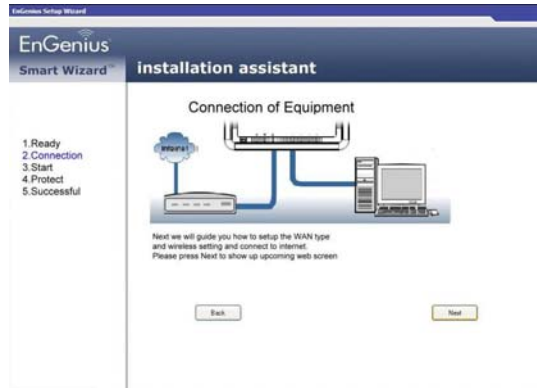 EnGenius Setup Wizard
EnGenius
Smart Wizard™
installation assistant
Connection of Equipment
Internet
1.Ready
2.Connection
3.Start
4.Protect
5.Successful
Next we will guide you how to setup the WAN type
and wireless setting and connect to internet.
Please press Next to show up upcoming web screen
Back
Next